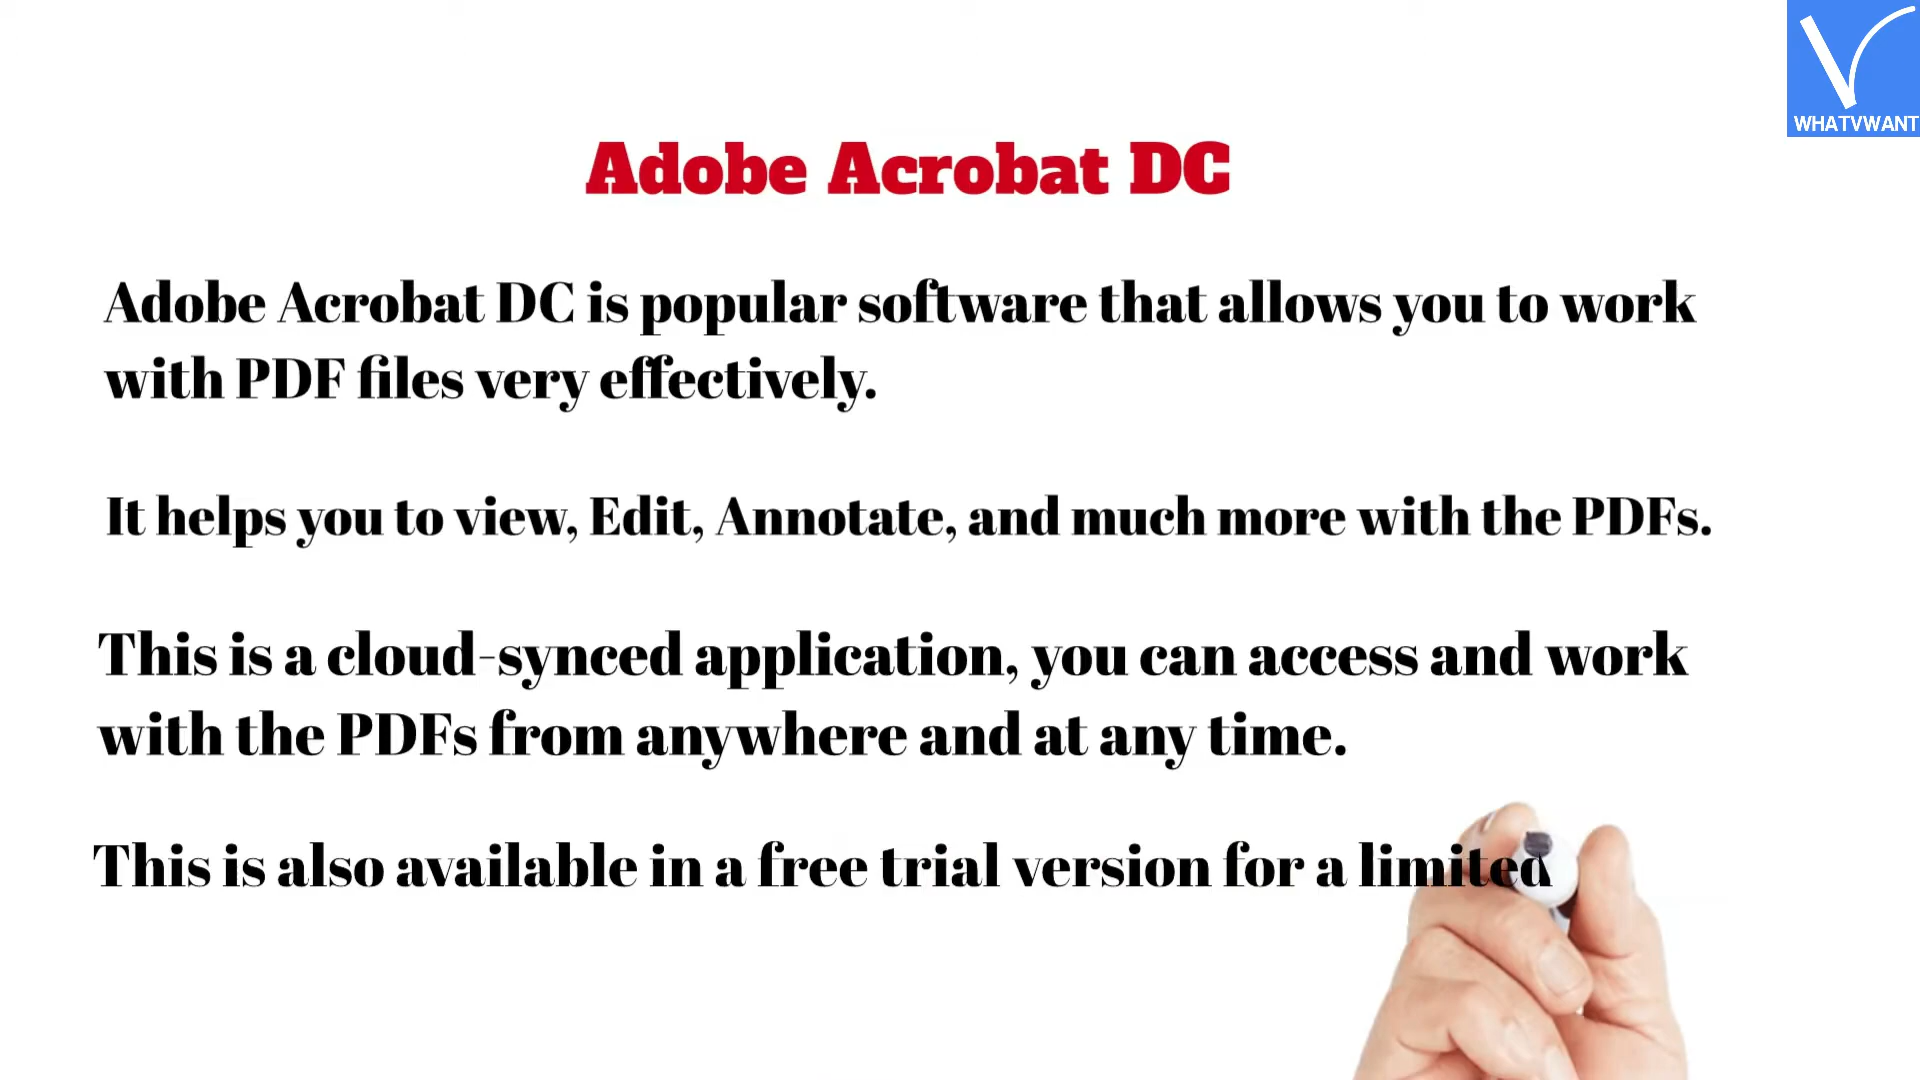 WHATVWANT
Adobe Acrobat DC
Adobe Acrobat DC is popular software that allows you to work
with PDF files very effectively.
It helps you to view, Edit, Annotate, and much more with the PDFs.
This is a cloud-synced application, you can access and work
with the PDFs from anywhere and at any time.
This is also available in a free trial version for a limited